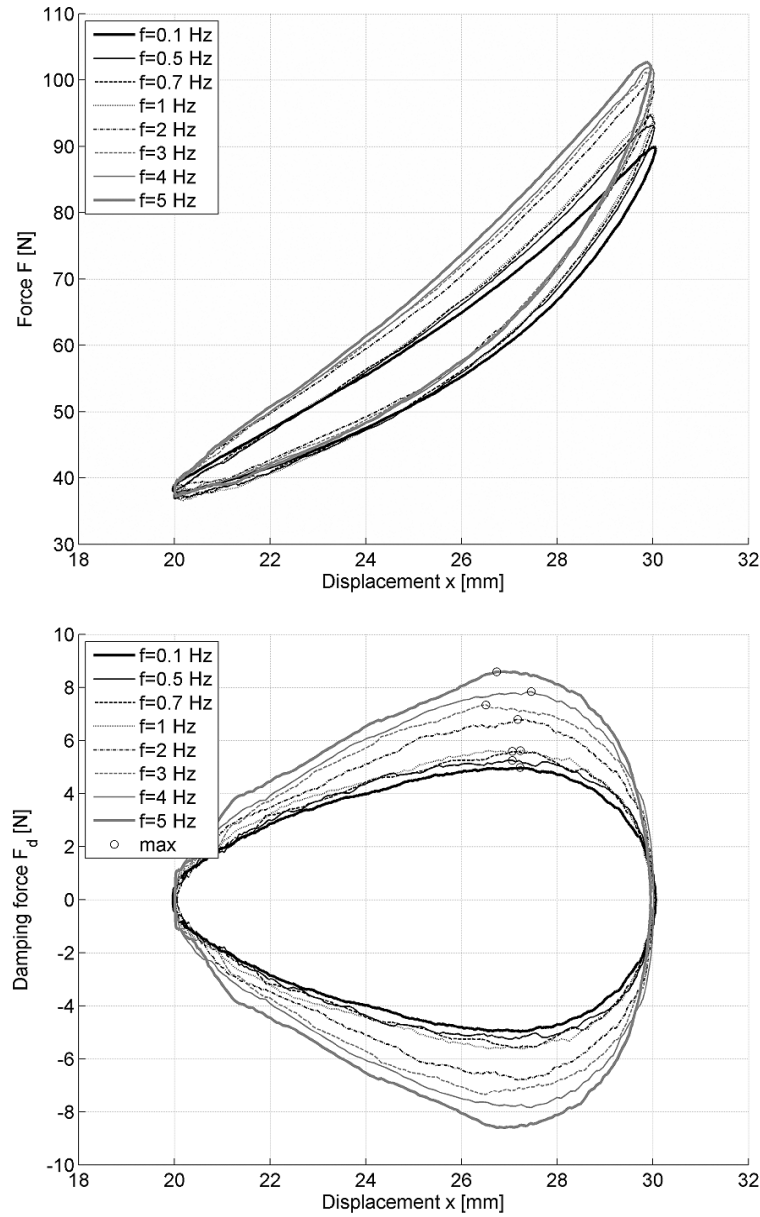 110
100
90
80
70
60
50
40
30
Force F [N]
f=0.1 Hz
f=0.5 Hz
f=0.7 Hz
f=1 Hz
f=2 Hz
f=3 Hz
f=4 Hz
f=5 Hz
18 20 22 24 26 28 30 32
Displacement x [mm]
10
8
6
4
2
0
-2
-4
-6
-8
-10
Damping force Fd [N]
f=0.1 Hz
f=0.5 Hz
f=0.7 Hz
f=1 Hz
f=2 Hz
f=3 Hz
f=4 Hz
f=5 Hz
max
18 20 22 24 26 28 30 32
Displacement x [mm]